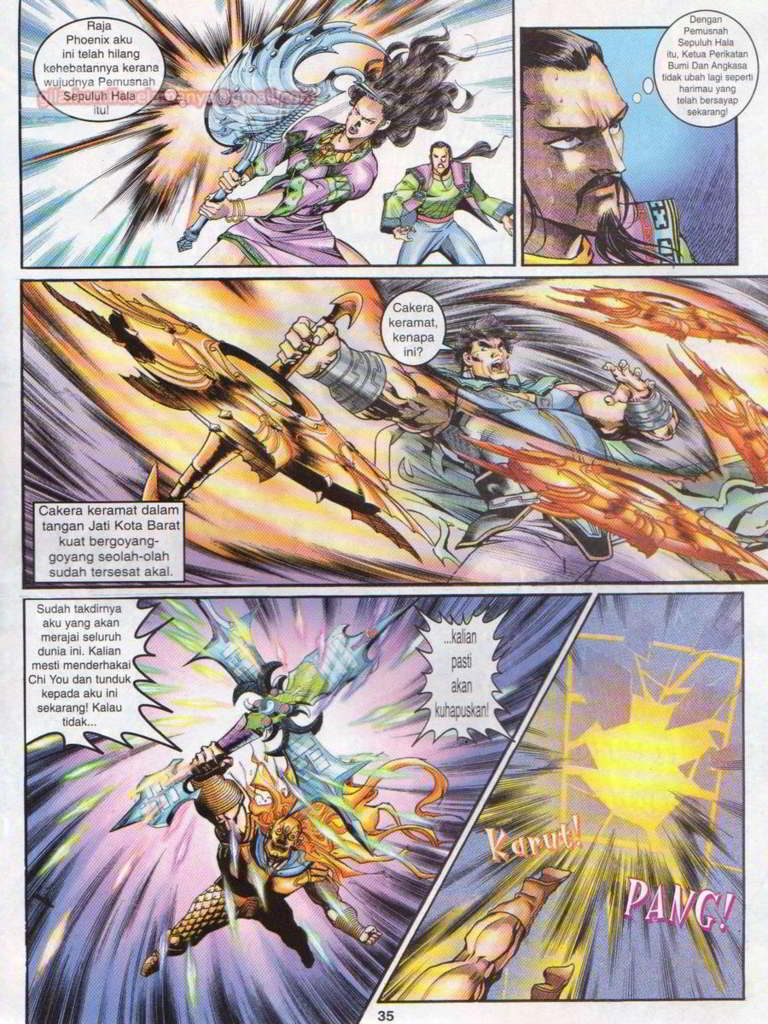 Raja
Phoenix aku
ini telah hilang
kehebatannya kerana
wujudnya Pemusnah
Sepuluh Hala
itu!
Dengan
Pemusnah
Sepuluh Hala
itu, Ketua Perikatan
Bumi Dan Angkasa
tidak ubah lagi seperti
harimau yang
telah bersayap
sekarang!
Cakera
keramat,
kenapa
ini?
Cakera keramat dalam
tangan Jati Kota Barat
kuat bergoyang-
goyang seolah-olah
sudah tersesat akal.
Sudah takdirnya
aku yang akan
merajai seluruh
dunia ini. Kalian
mesti menderhakai
Chi You dan tunduk
kepada aku ini
sekarang! Kalau
tidak...
...kalian
pasti
akan
kuhapuskan!
Karut!
PANG!
35